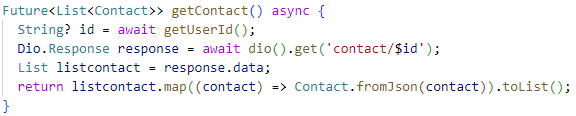 Future<List<Contact>> getContact() async {
  String? id = await getUserId();
  Dio.Response response = await dio().get('contact/$id');
  List listcontact = response.data;
  return listcontact.map((contact) => Contact.fromJson(contact)).toList();
}